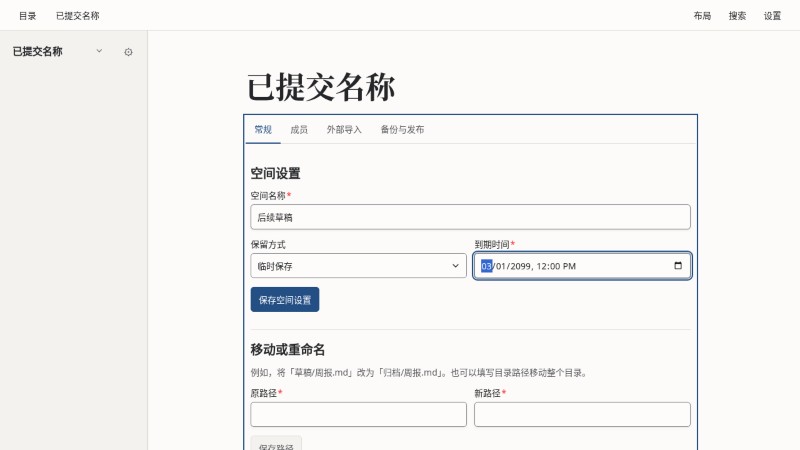 目录 已提交名称 布局 搜索 设置
已提交名称
已提交名称
常规 成员 外部导入 备份与发布
空间设置
空间名称*
后续草稿
保留方式 到期时间*
临时保存 03/01/2099, 12:00 PM
保存空间设置
移动或重命名
例如，将「草稿/周报.md」改为「归档/周报.md」。也可以填写目录路径移动整个目录。
原路径* 新路径*
保存路径